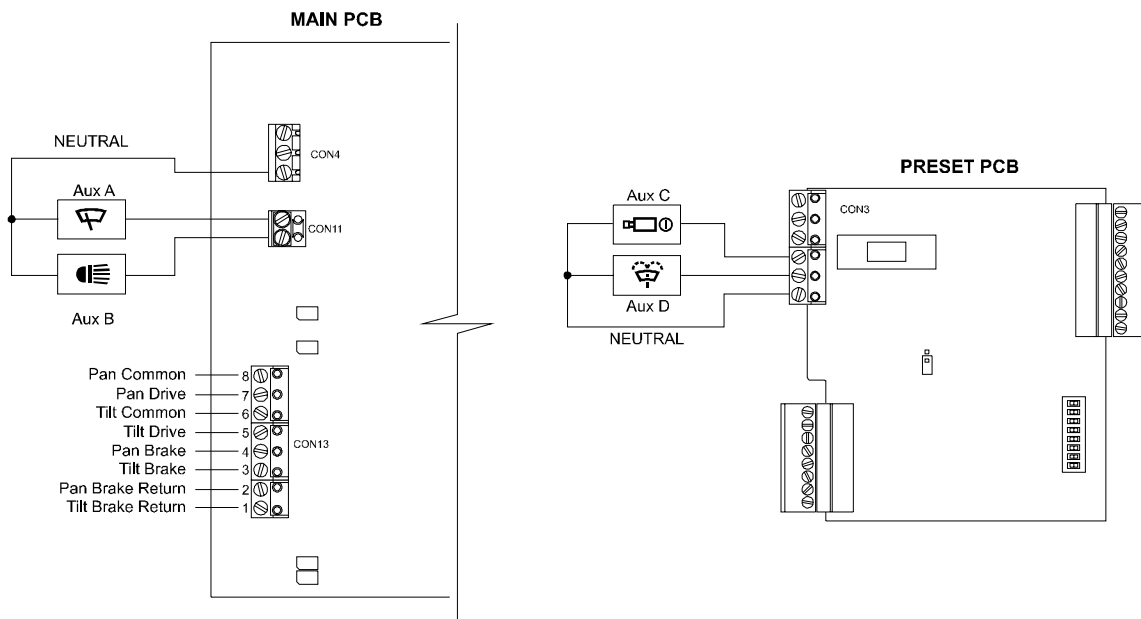 MAIN PCB
NEUTRAL
CON4
Aux A
CON11
Aux B
Pan Common 8
Pan Drive 7
Tilt Common 6
Tilt Drive 5
Pan Brake 4
Tilt Brake 3
Pan Brake Return 2
Tilt Brake Return 1
CON13
PRESET PCB
Aux C
CON3
Aux D
NEUTRAL